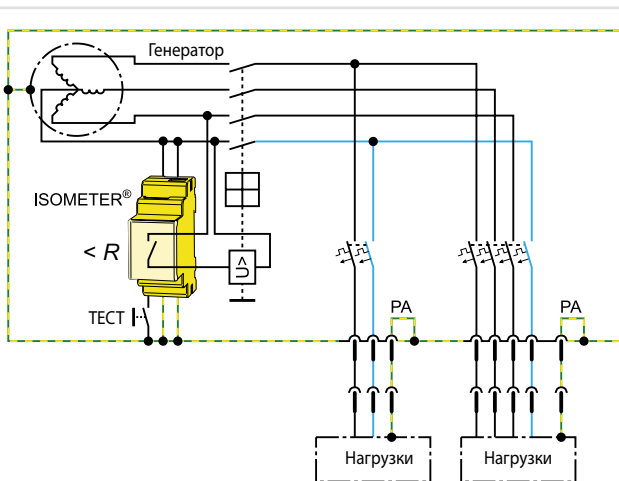 Генератор
ISOMETER®
< R
U>
ТЕСТ
PA
PA
Нагрузки
Нагрузки